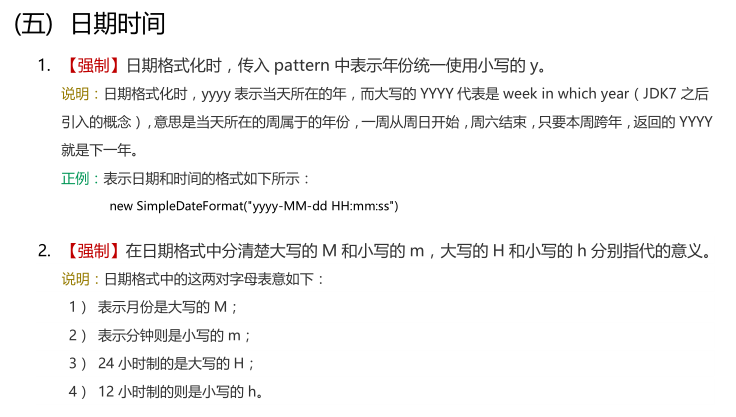 (五) 日期时间
1. 【强制】日期格式化时，传入 pattern 中表示年份统一使用小写的 y。
说明：日期格式化时，yyyy 表示当天所在的年，而大写的 YYYY 代表是 week in which year（JDK7 之后
引入的概念），意思是当天所在的周属于的年份，一周从周日开始，周六结束，只要本周跨年，返回的 YYYY
就是下一年。
正例：表示日期和时间的格式如下所示：
new SimpleDateFormat("yyyy-MM-dd HH:mm:ss")
2. 【强制】在日期格式中分清楚大写的 M 和小写的 m，大写的 H 和小写的 h 分别指代的意义。
说明：日期格式中的这两对字母表意如下：
1） 表示月份是大写的 M；
2） 表示分钟则是小写的 m；
3） 24 小时制的是大写的 H；
4） 12 小时制的则是小写的 h。